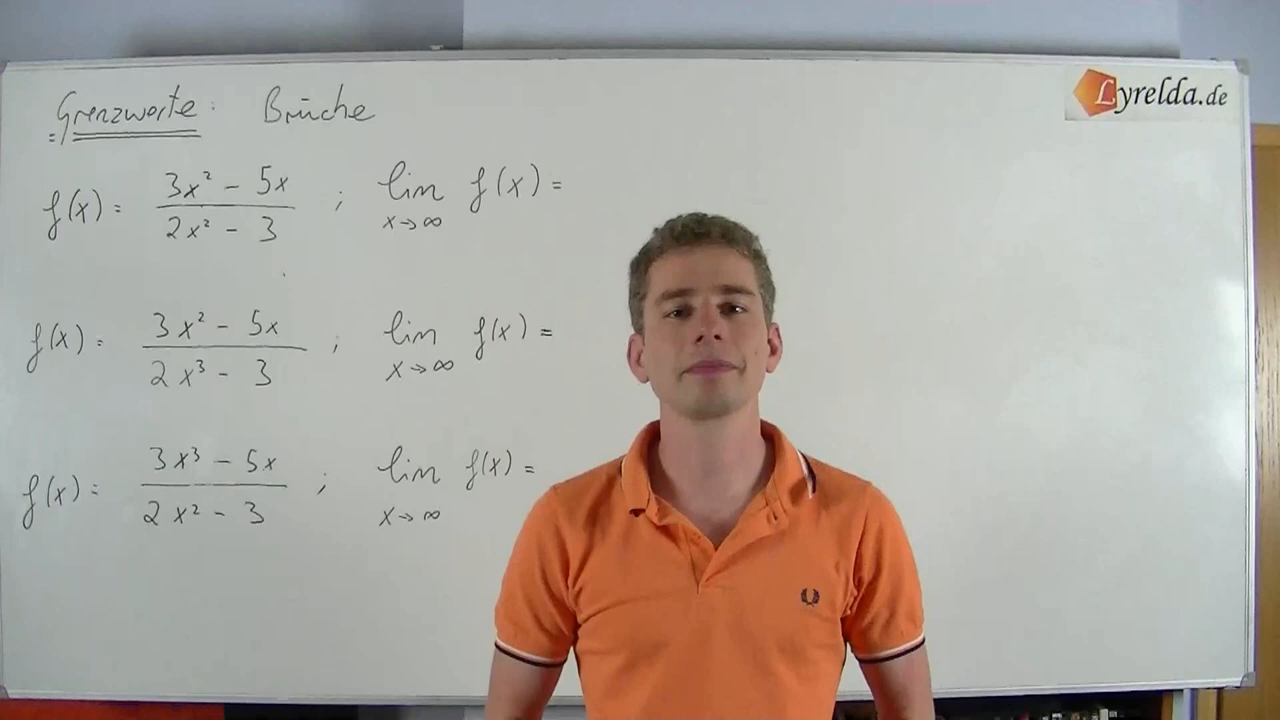 Grenzwerte: Brüche
Lyrelda.de
f(x) = (3x² - 5x)/(2x² - 3) ; lim x→∞ f(x) =
f(x) = (3x² - 5x)/(2x³ - 3) ; lim x→∞ f(x) =
f(x) = (3x³ - 5x)/(2x² - 3) ; lim x→∞ f(x) =